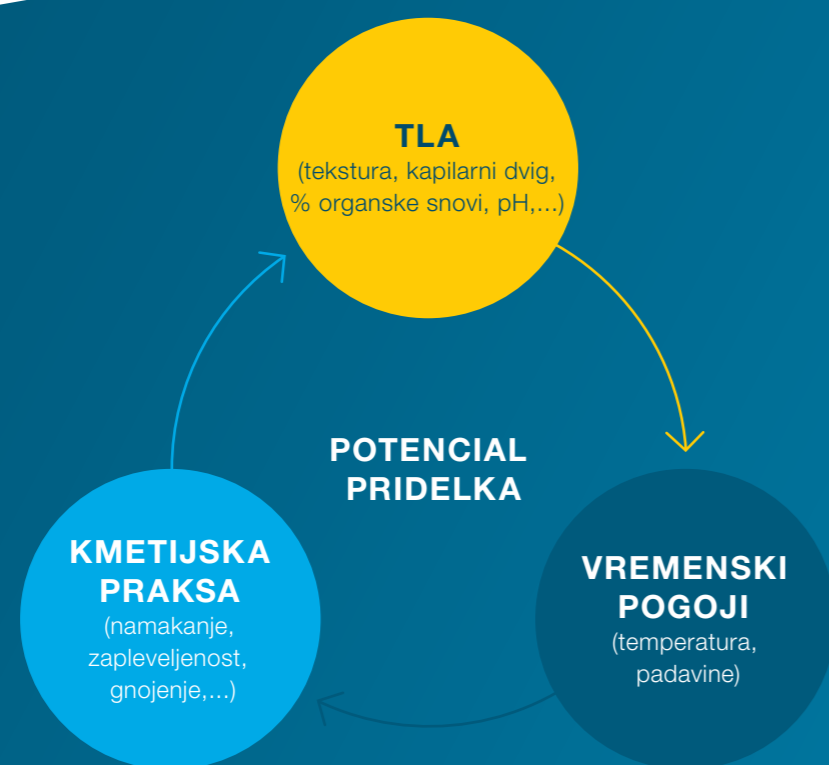 TLA
(tekstura, kapilarni dvig,
% organske snovi, pH,...)
POTENCIAL
PRIDELKA
KMETIJSKA
PRAKSA
(namakanje,
zapleveljenost,
gnojenje,...)
VREMENSKI
POGOJI
(temperatura,
padavine)